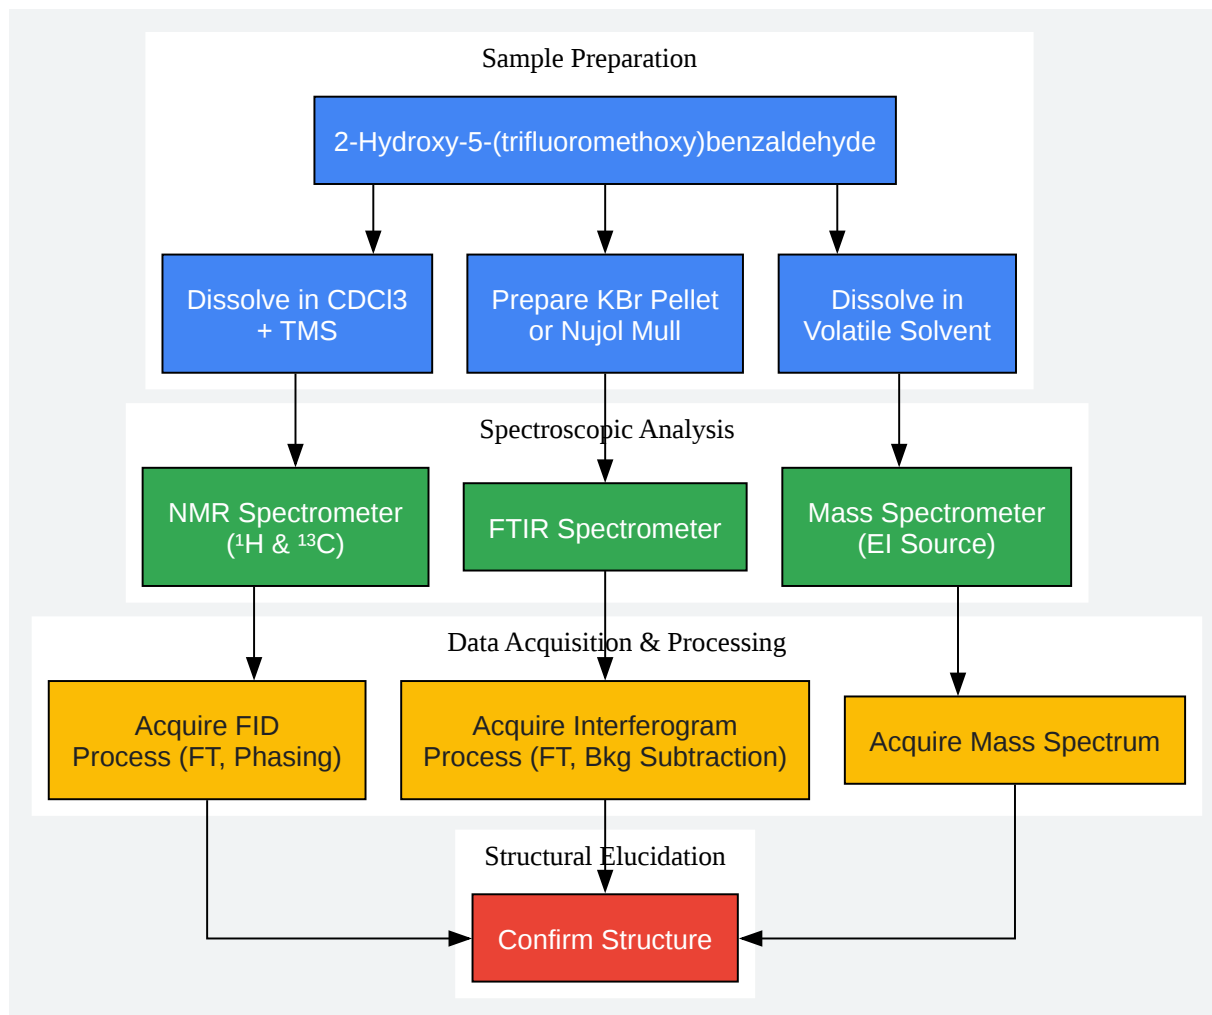 Sample Preparation
2-Hydroxy-5-(trifluoromethoxy)benzaldehyde
Dissolve in CDCl3
+ TMS
Prepare KBr Pellet
or Nujol Mull
Dissolve in
Volatile Solvent
Spectroscopic Analysis
NMR Spectrometer
(¹H & ¹³C)
FTIR Spectrometer
Mass Spectrometer
(EI Source)
Data Acquisition & Processing
Acquire FID
Process (FT, Phasing)
Acquire Interferogram
Process (FT, Bkg Subtraction)
Acquire Mass Spectrum
Structural Elucidation
Confirm Structure